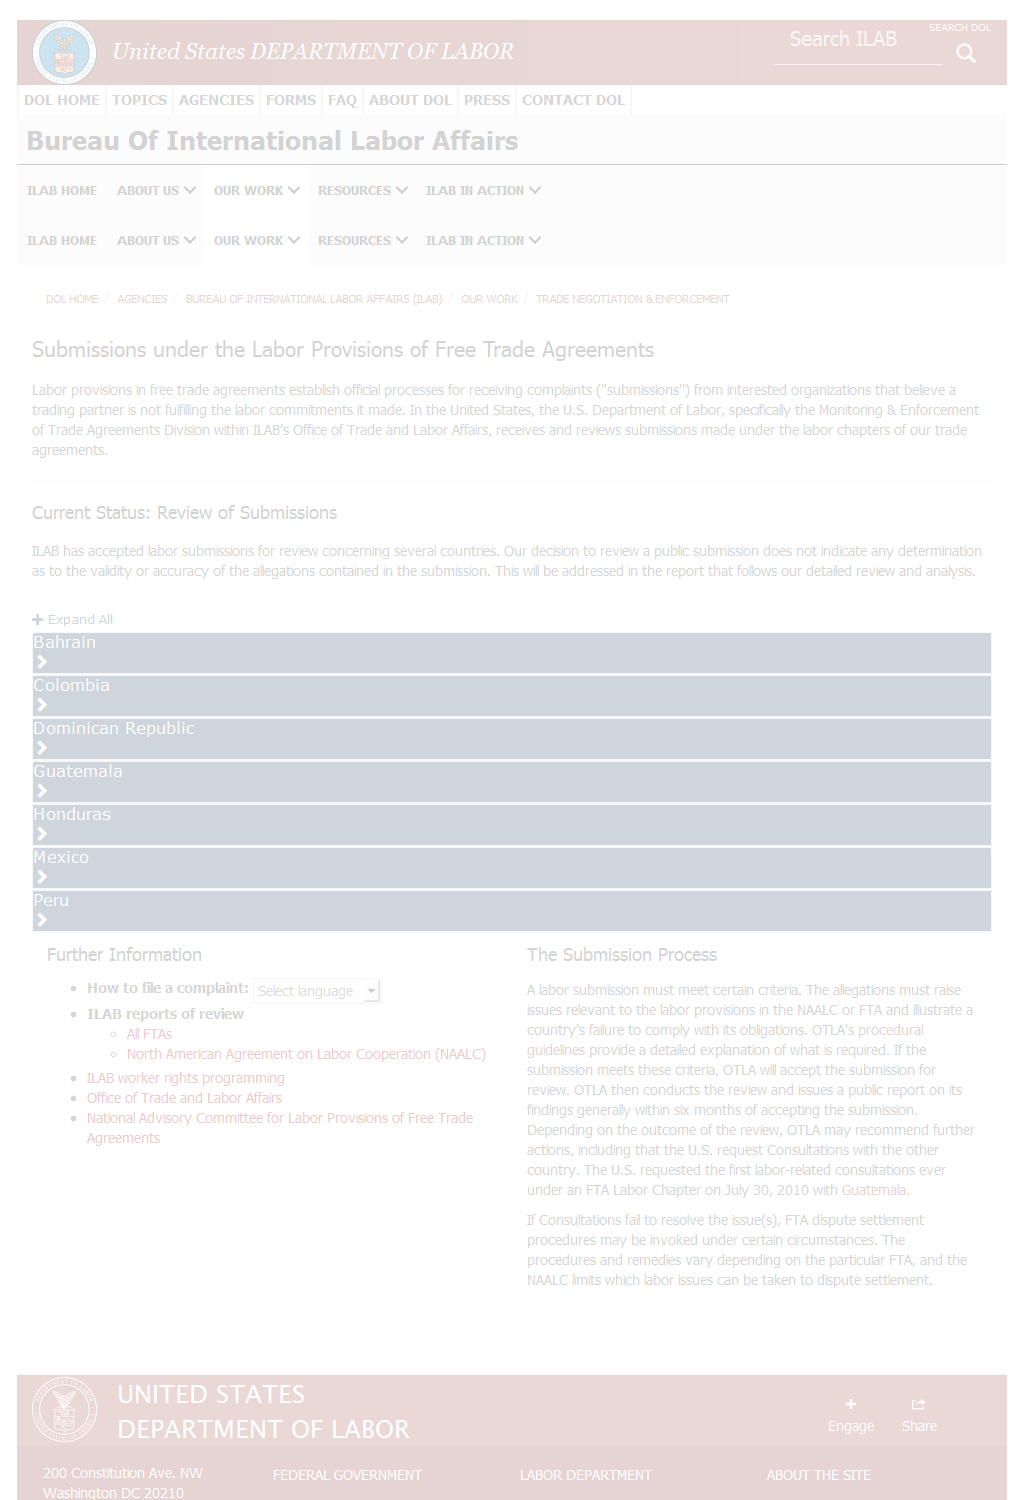 United States DEPARTMENT OF LABOR
Search ILAB
SEARCH DOL
DOL HOME
TOPICS
AGENCIES
FORMS
FAQ
ABOUT DOL
PRESS
CONTACT DOL
Bureau Of International Labor Affairs
ILAB HOME
ABOUT US
OUR WORK
RESOURCES
ILAB IN ACTION
ILAB HOME
ABOUT US
OUR WORK
RESOURCES
ILAB IN ACTION
DOL HOME / AGENCIES / BUREAU OF INTERNATIONAL LABOR AFFAIRS (ILAB) / OUR WORK / TRADE NEGOTIATION & ENFORCEMENT
Submissions under the Labor Provisions of Free Trade Agreements
Labor provisions in free trade agreements establish official processes for receiving complaints ("submissions") from interested organizations that believe a
trading partner is not fulfilling the labor commitments it made. In the United States, the U.S. Department of Labor, specifically the Monitoring & Enforcement
of Trade Agreements Division within ILAB's Office of Trade and Labor Affairs, receives and reviews submissions made under the labor chapters of our trade
agreements.
Current Status: Review of Submissions
ILAB has accepted labor submissions for review concerning several countries. Our decision to review a public submission does not indicate any determination
as to the validity or accuracy of the allegations contained in the submission. This will be addressed in the report that follows our detailed review and analysis.
Expand All
Bahrain
Colombia
Dominican Republic
Guatemala
Honduras
Mexico
Peru
Further Information
How to file a complaint: Select language
ILAB reports of review
All FTAs
North American Agreement on Labor Cooperation (NAALC)
ILAB worker rights programming
Office of Trade and Labor Affairs
National Advisory Committee for Labor Provisions of Free Trade
Agreements
The Submission Process
A labor submission must meet certain criteria. The allegations must raise
issues relevant to the labor provisions in the NAALC or FTA and illustrate a
country's failure to comply with its obligations. OTLA's procedural
guidelines provide a detailed explanation of what is required. If the
submission meets these criteria, OTLA will accept the submission for
review. OTLA then conducts the review and issues a public report on its
findings generally within six months of accepting the submission.
Depending on the outcome of the review, OTLA may recommend further
actions, including that the U.S. request Consultations with the other
country. The U.S. requested the first labor-related consultations ever
under an FTA Labor Chapter on July 30, 2010 with Guatemala.
If Consultations fail to resolve the issue(s), FTA dispute settlement
procedures may be invoked under certain circumstances. The
procedures and remedies vary depending on the particular FTA, and the
NAALC limits which labor issues can be taken to dispute settlement.
UNITED STATES
DEPARTMENT OF LABOR
Engage
Share
200 Constitution Ave. NW
Washington DC 20210
FEDERAL GOVERNMENT
LABOR DEPARTMENT
ABOUT THE SITE